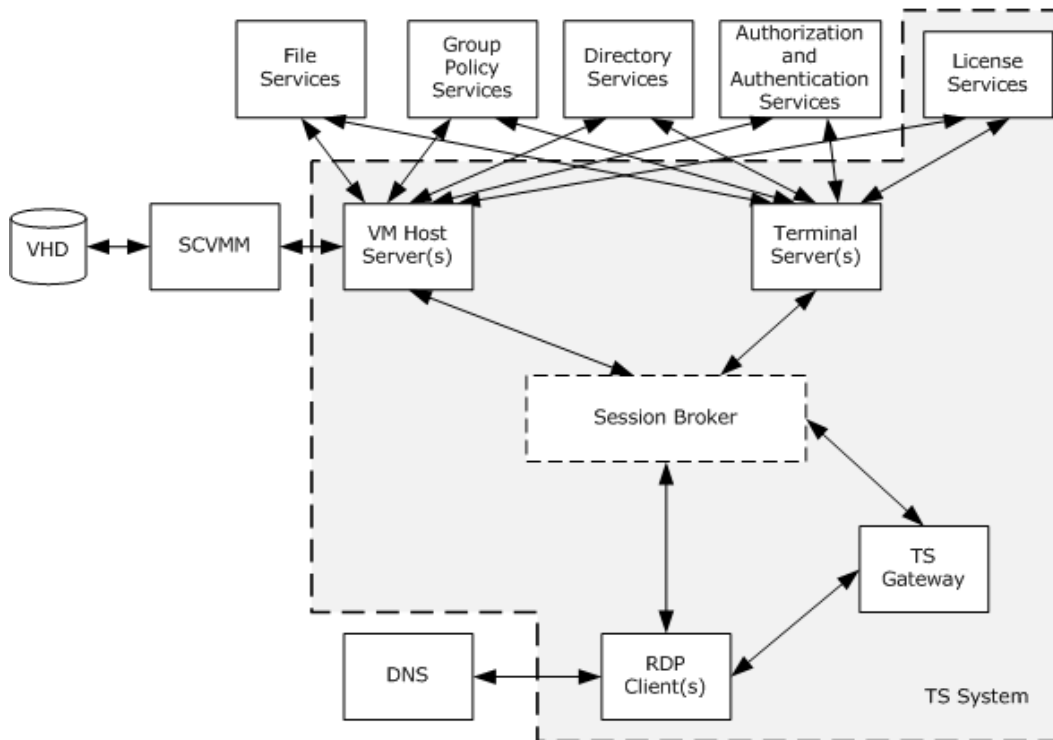 File
Services
Group
Policy
Services
Directory
Services
Authorization
and
Authentication
Services
License
Services
VHD
SCVMM
VM Host
Server(s)
Terminal
Server(s)
Session Broker
TS
Gateway
DNS
RDP
Client(s)
TS System